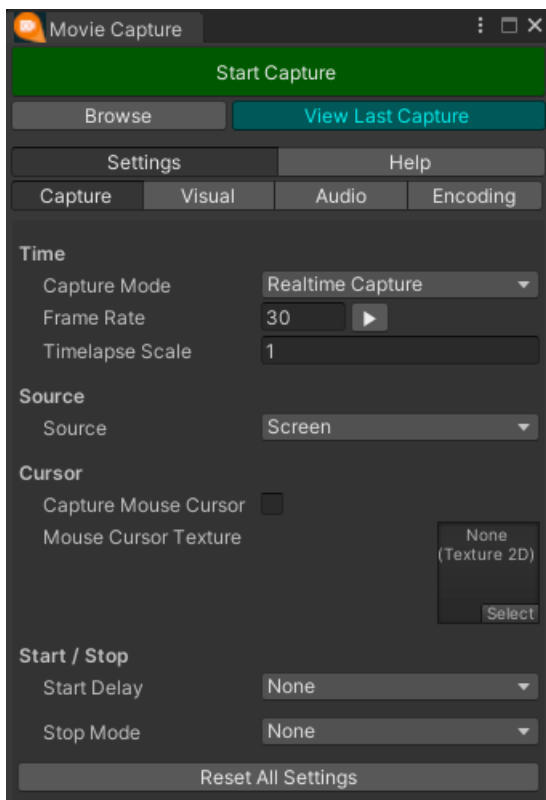 Movie Capture
Start Capture
Browse View Last Capture
Settings Help
Capture Visual Audio Encoding
Time
Capture Mode Realtime Capture
Frame Rate 30
Timelapse Scale 1
Source
Source Screen
Cursor
Capture Mouse Cursor
Mouse Cursor Texture None
(Texture 2D)
Select
Start / Stop
Start Delay None
Stop Mode None
Reset All Settings